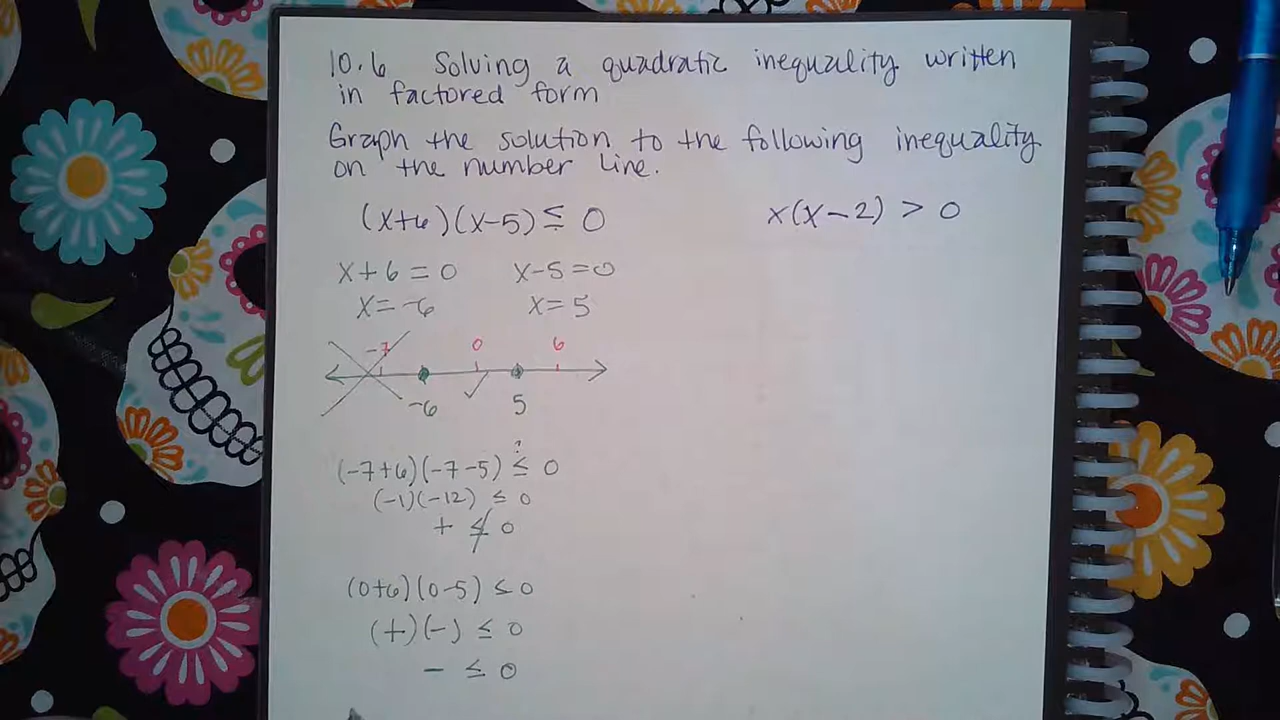 10.6 Solving a quadratic inequality written
in factored form
Graph the solution to the following inequality
on the number line.
(x+6)(x-5) ≤ 0
x+6=0 x-5=0
x=-6 x=5
-7 0 6
-6 5
(-7+6)(-7-5) ≤ 0
?
(-1)(-12) ≤ 0
+ ≰ 0
(0+6)(0-5) ≤ 0
(+)(-) ≤ 0
- ≤ 0
x(x-2) > 0